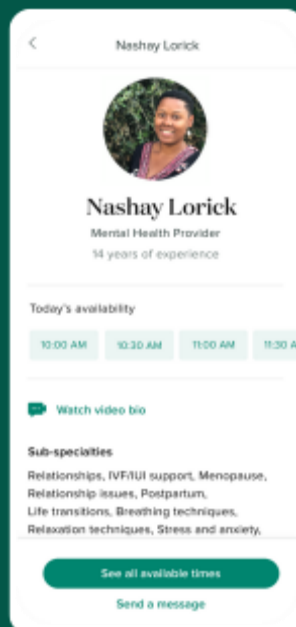 Nashay Lorick
Nashay Lorick
Mental Health Provider
14 years of experience
Today's availability
10:00 AM 10:30 AM 11:00 AM 11:30 A
Watch video bio
Sub-specialties
Relationships, IVF/IUI support, Menopause,
Relationship issues, Postpartum,
Life transitions, Breathing techniques,
Relaxation techniques, Stress and anxiety,
See all available times
Send a message